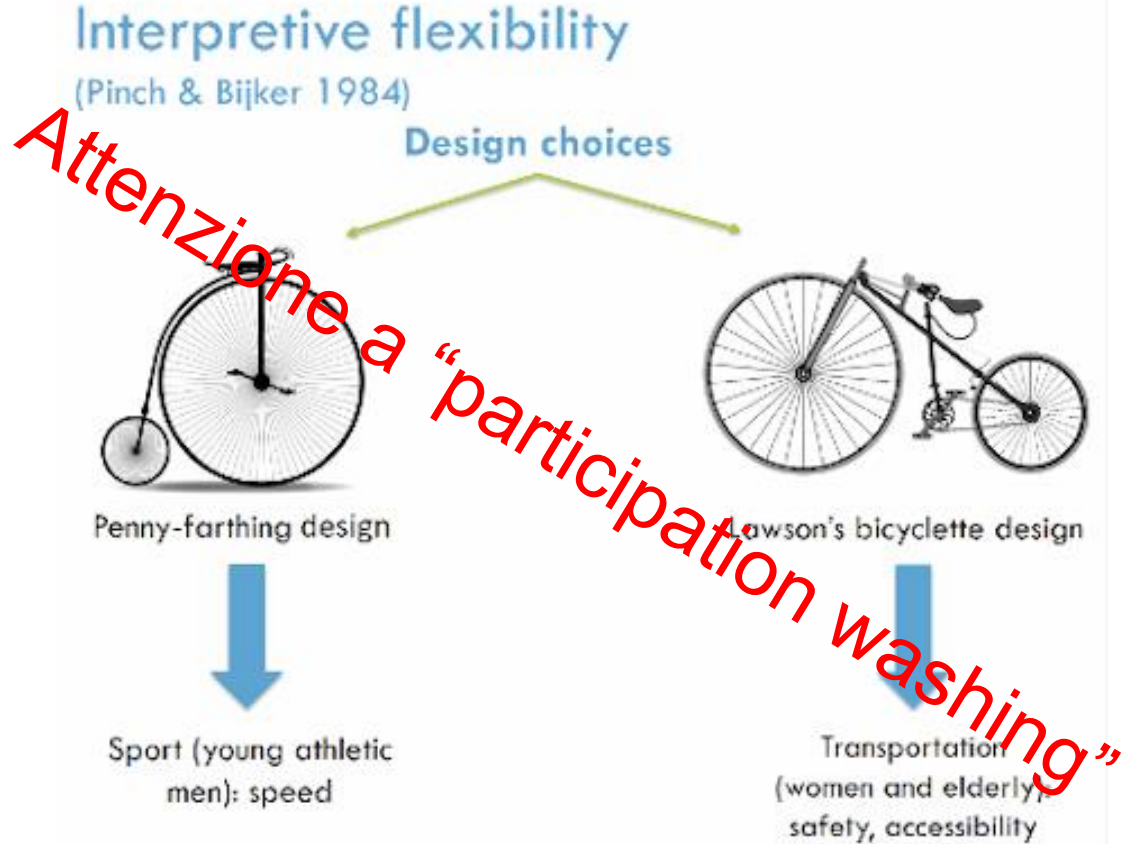 Interpretive flexibility
(Pinch & Bijker 1984)
Design choices
Attenzione a “participation washing”
Penny-farthing design
Lawson's bicyclette design
Sport (young athletic
men): speed
Transportation
(women and elderly):
safety, accessibility